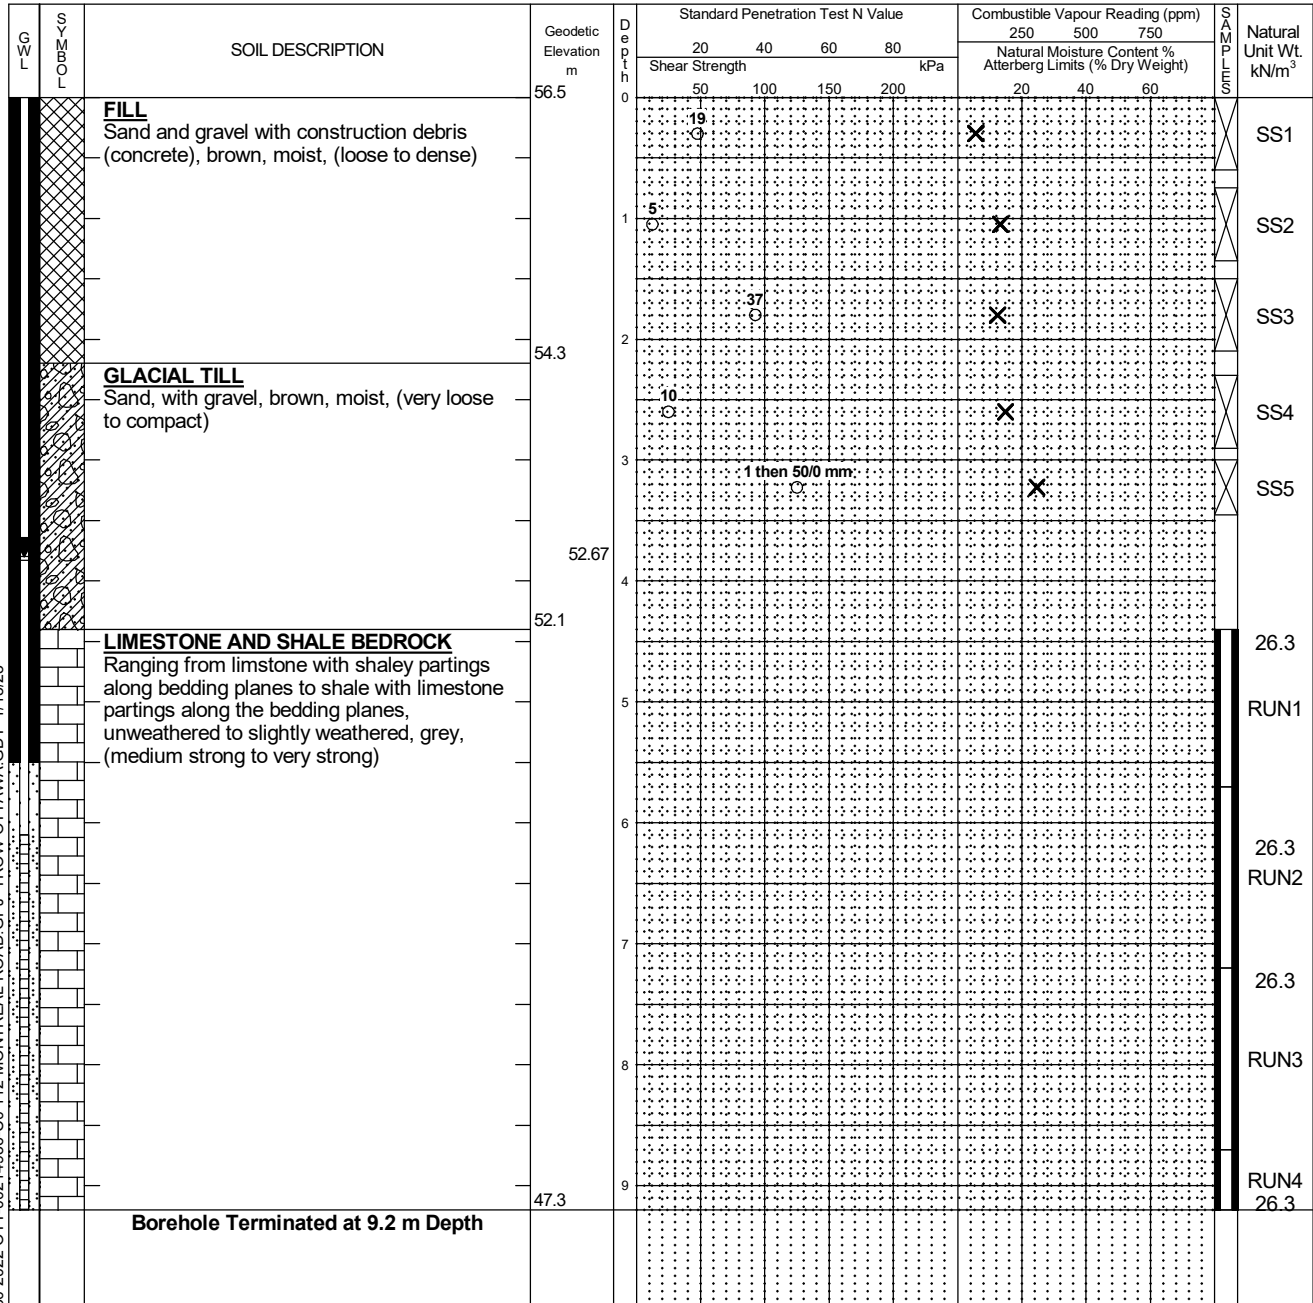 GWL
SYMBOL
SOIL DESCRIPTION
Geodetic
Elevation
m
Depth
Standard Penetration Test N Value
20 40 60 80
Shear Strength kPa
50 100 150 200
Combustible Vapour Reading (ppm)
250 500 750
Natural Moisture Content %
Atterberg Limits (% Dry Weight)
20 40 60
SAMPLES
Natural
Unit Wt.
kN/m³
56.5
0
FILL
Sand and gravel with construction debris
(concrete), brown, moist, (loose to dense)
19
SS1
5
1
SS2
37
SS3
2
54.3
GLACIAL TILL
Sand, with gravel, brown, moist, (very loose
to compact)
10
SS4
3
1 then 50/0 mm
SS5
52.67
4
52.1
LIMESTONE AND SHALE BEDROCK
Ranging from limstone with shaley partings
along bedding planes to shale with limestone
partings along the bedding planes,
unweathered to slightly weathered, grey,
(medium strong to very strong)
26.3
5
RUN1
6
26.3
RUN2
7
26.3
8
RUN3
9
RUN4
26.3
47.3
Borehole Terminated at 9.2 m Depth